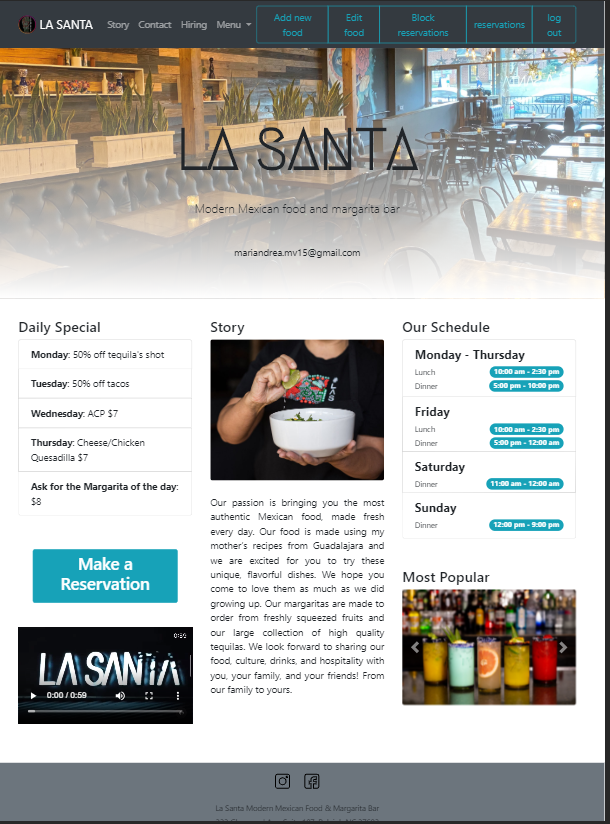 LA SANTA Story Contact Hiring Menu Add new food Edit food Block reservations reservations log out
LA SANTA
Modern Mexican food and margarita bar
mariandrea.mv15@gmail.com
Daily Special
Monday: 50% off tequila's shot
Tuesday: 50% off tacos
Wednesday: ACP $7
Thursday: Cheese/Chicken
Quesadilla $7
Ask for the Margarita of the day:
$8
Make a
Reservation
0:59
LA SANTA
0:00 / 0:59
Story
Our passion is bringing you the most
authentic Mexican food, made fresh
every day. Our food is made using my
mother's recipes from Guadalajara and
we are excited for you to try these
unique, flavorful dishes. We hope you
come to love them as much as we did
growing up. Our margaritas are made to
order from freshly squeezed fruits and
our large collection of high quality
tequilas. We look forward to sharing our
food, culture, drinks, and hospitality with
you, your family, and your friends! From
our family to yours.
Our Schedule
Monday - Thursday
Lunch 10:00 am - 2:30 pm
Dinner 5:00 pm - 10:00 pm
Friday
Lunch 10:00 am - 2:30 pm
Dinner 5:00 pm - 12:00 am
Saturday
Dinner 11:00 am - 12:00 am
Sunday
Dinner 12:00 pm - 9:00 pm
Most Popular
La Santa Modern Mexican Food & Margarita Bar